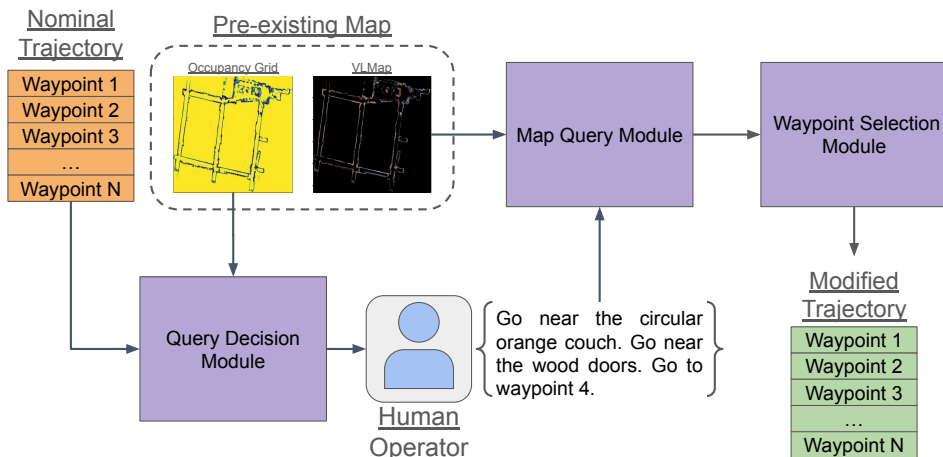 Nominal
Trajectory
Waypoint 1
Waypoint 2
Waypoint 3
...
Waypoint N
Pre-existing Map
Occupancy Grid
VLMap
Map Query Module
Waypoint Selection
Module
Query Decision
Module
Human
Operator
Go near the circular
orange couch. Go near
the wood doors. Go to
waypoint 4.
Modified
Trajectory
Waypoint 1
Waypoint 2
Waypoint 3
...
Waypoint N